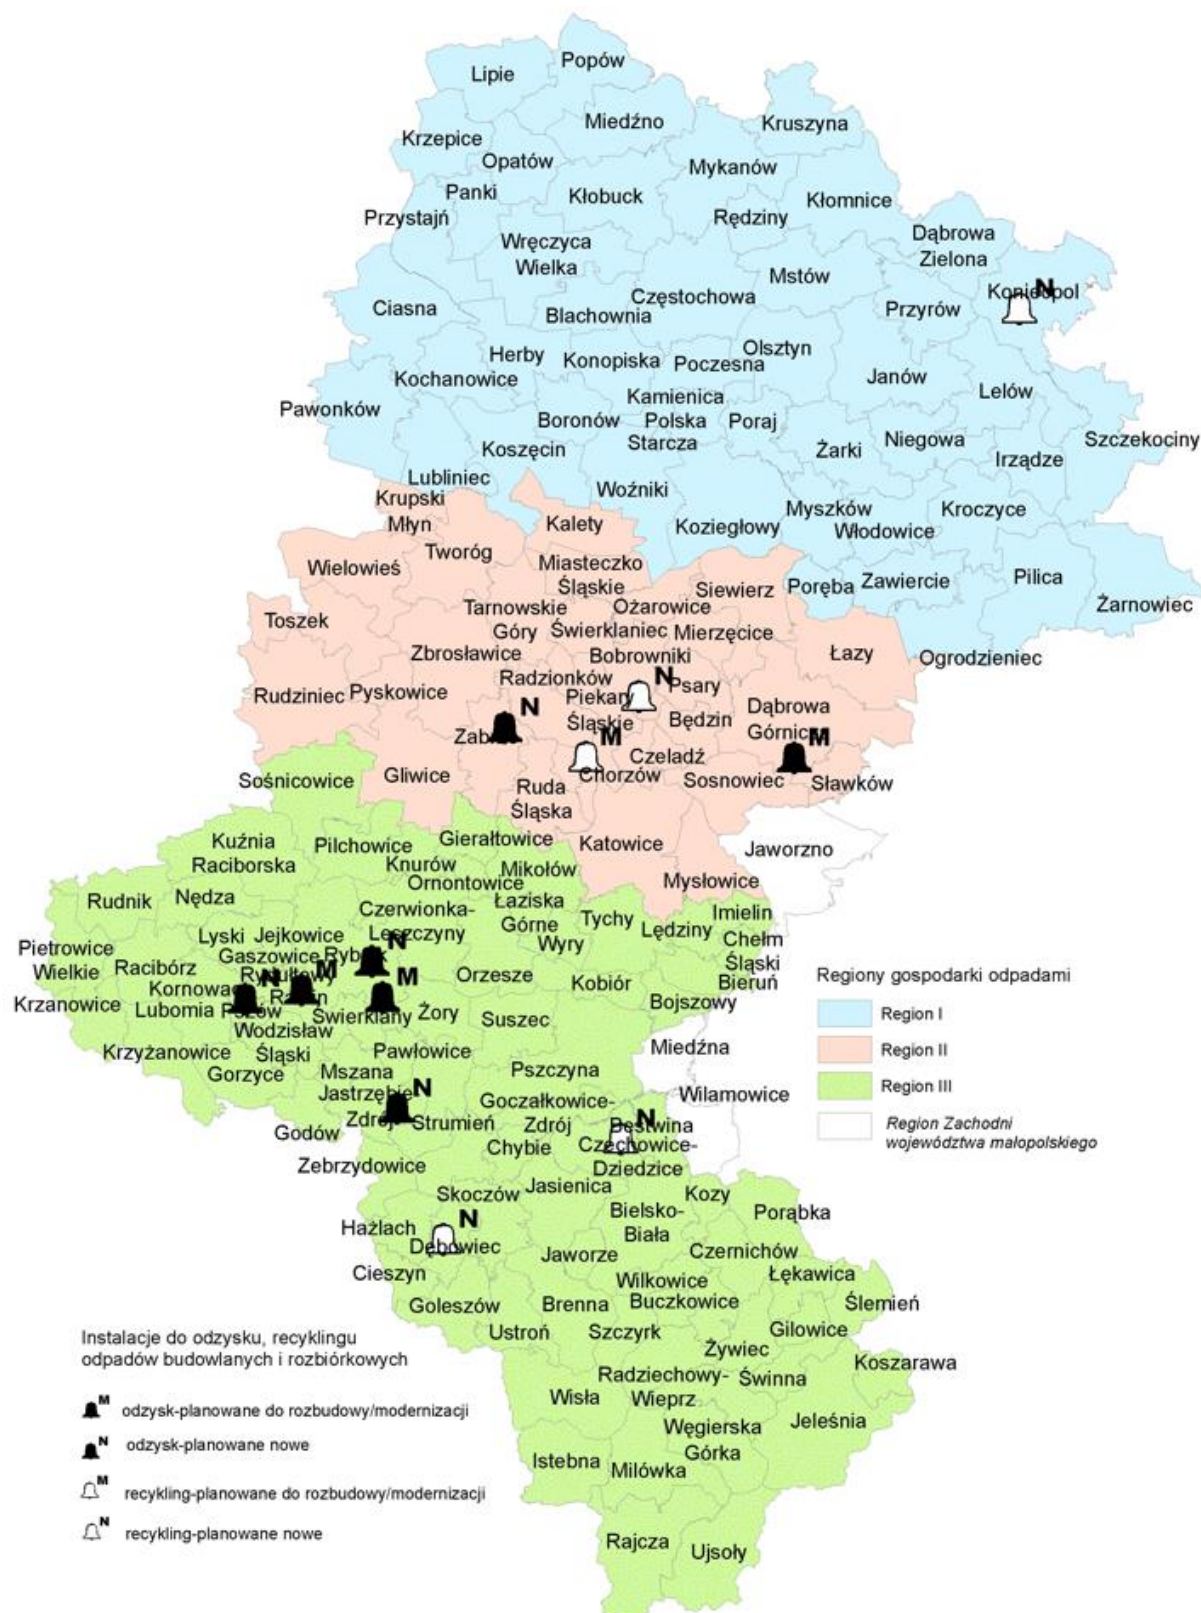 Popów
Lipie
Miedźno
Kruszyna
Krzepice
Opatów
Mykanów
Panki
Kłobuck
Kłomnice
Przystajń
Rędziny
Dąbrowa
Zielona
Wręczyca
Wielka
Mstów
N
Koniecpol
Częstochowa
Ciasna
Blachownia
Przyrów
Herby
Konopiska
Poczesna
Olsztyn
Kochanowice
Janów
Lelów
Pawonków
Kamienica
Polska
Boronów
Poraj
Starcza
Koszęcin
Żarki
Niegowa
Irządze
Szczekociny
Lubliniec
Woźniki
Krupski
Młyn
Kalety
Koziegłowy
Myszków
Włodowice
Kroczyce
Tworóg
Wielowieś
Miasteczko
Śląskie
Siewierz
Poręba
Zawiercie
Pilica
Żarnowiec
Toszek
Tarnowskie
Góry
Ożarowice
Świerklaniec
Mierzęcice
Zbrosławice
Bobrowniki
Łazy
Ogrodzieniec
Radzionków
N
Rudziniec
Pyskowice
Piekary
Śląskie
Psary
Dąbrowa
Górnicza
N
Zabrze
Będzin
M
M
Gliwice
Czeladź
Chorzów
Sosnowiec
Sławków
Sośnicowice
Ruda
Śląska
Katowice
Jaworzno
Kuźnia
Raciborska
Pilchowice
Gierałtowice
Knurów
Mikołów
Ornontowice
Mysłowice
Rudnik
Nędza
Czerwionka-
Leszczyny
Łaziska
Górne
Tychy
Imielin
Lędziny
Wyry
Chełm
Śląski
Pietrowice
Wielkie
Lyski
Jejkowice
Gaszowice
Rybnik
N
Racibórz
Rydułtowy
M
M
Orzesze
Kobiór
Bieruń
Krzanowice
Kornowac
N
Radlin
Lubomia
Pszów
Świerklany
Żory
Suszec
Bojszowy
Wodzisław
Śląski
Krzyżanowice
Gorzyce
Pawłowice
Miedźna
Mszana
Pszczyna
Jastrzębie
Zdrój
N
Goczałkowice-
Zdrój
Wilamowice
Godów
Strumień
N
Bestwina
Chybie
Czechowice-
Dziedzice
Zebrzydowice
Skoczów
Jasienica
Kozy
Porąbka
Hażlach
N
Dębowiec
Bielsko-
Biała
Jaworze
Czernichów
Cieszyn
Wilkowice
Łękawica
Goleszów
Brenna
Buczkowice
Ślemień
Ustroń
Szczyrk
Gilowice
Żywiec
Koszarawa
Radziechowy-
Wieprz
Świnna
Wisła
Węgierska
Górka
Jeleśnia
Istebna
Milówka
Rajcza
Ujsoły
Regiony gospodarki odpadami
Region I
Region II
Region III
Region Zachodni
województwa małopolskiego
Instalacje do odzysku, recyklingu
odpadów budowlanych i rozbiórkowych
M odzysk-planowane do rozbudowy/modernizacji
N odzysk-planowane nowe
M recykling-planowane do rozbudowy/modernizacji
N recykling-planowane nowe